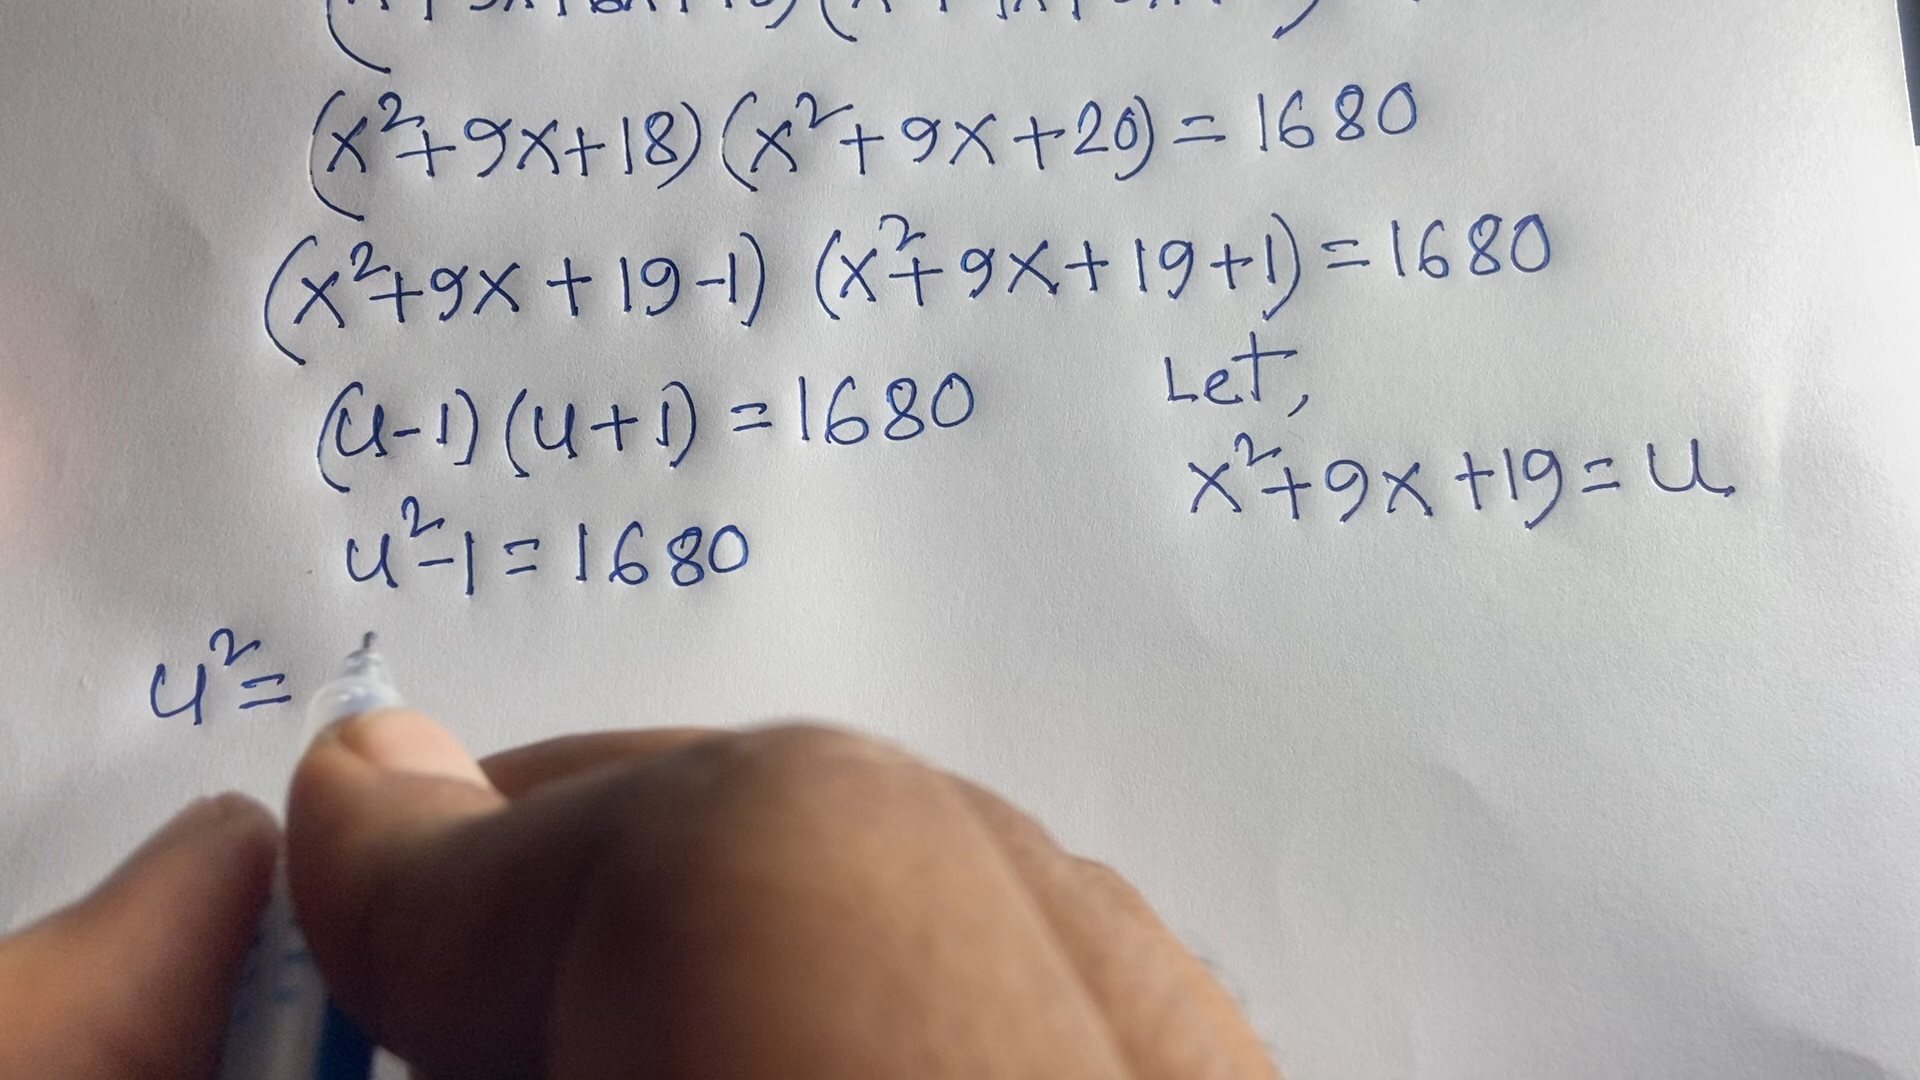 (x²+9x+18)(x²+9x+20)=1680
(x²+9x+19-1) (x²+9x+19+1)=1680
(u-1)(u+1)=1680
Let,
x²+9x+19=u
u²-1=1680
u²=